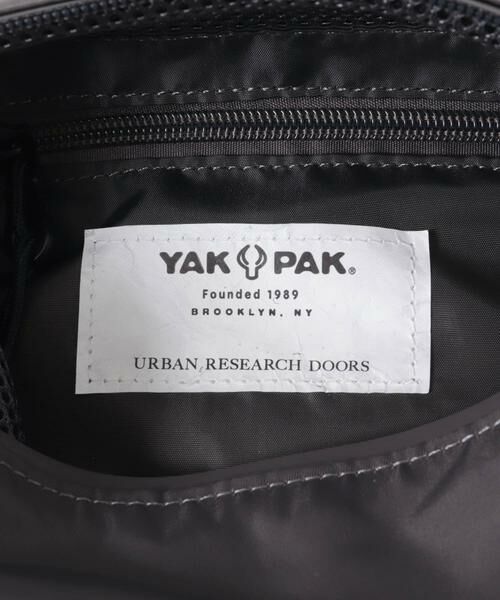 YAK PAK®
Founded 1989
BROOKLYN, NY
URBAN RESEARCH DOORS